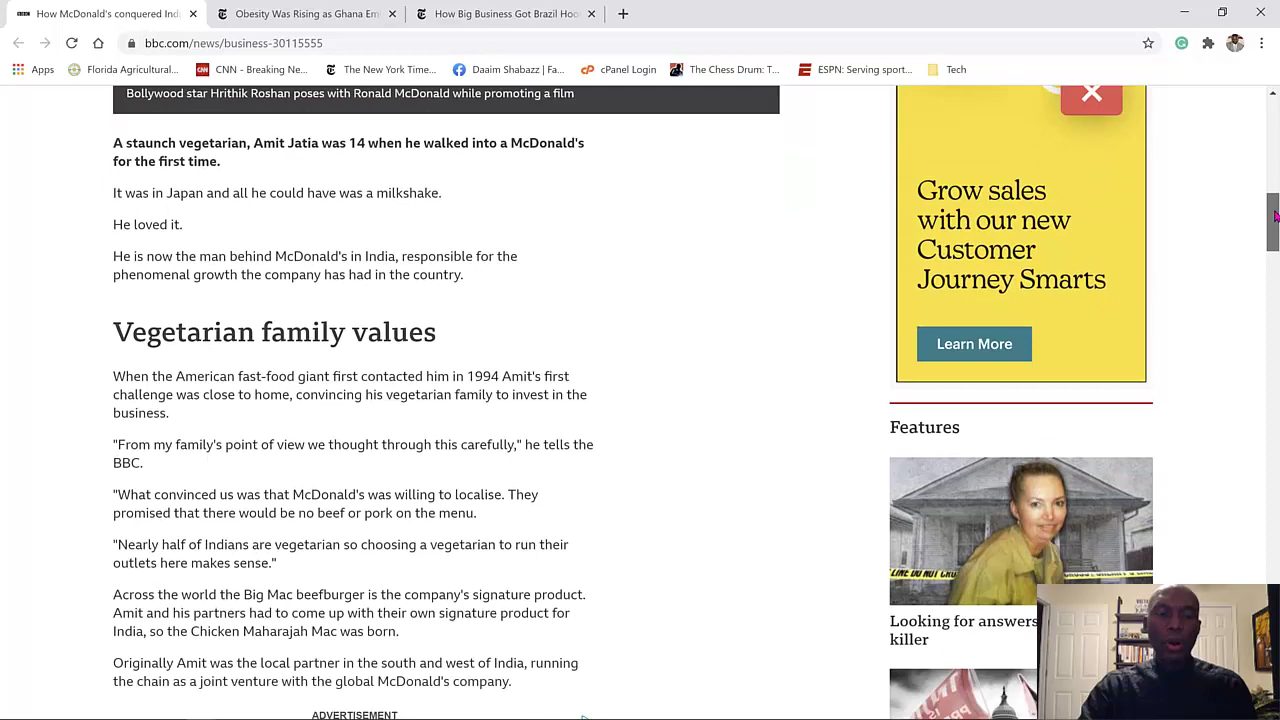 How McDonald's conquered Indi
Obesity Was Rising as Ghana Em
How Big Business Got Brazil Hoo
bbc.com/news/business-30115555
Apps
Florida Agricultural...
CNN - Breaking Ne...
The New York Time...
Daaim Shabazz | Fa...
cPanel Login
The Chess Drum: T...
ESPN: Serving sport...
Tech
Bollywood star Hrithik Roshan poses with Ronald McDonald while promoting a film
A staunch vegetarian, Amit Jatia was 14 when he walked into a McDonald's
for the first time.
It was in Japan and all he could have was a milkshake.
He loved it.
He is now the man behind McDonald's in India, responsible for the
phenomenal growth the company has had in the country.
Vegetarian family values
When the American fast-food giant first contacted him in 1994 Amit's first
challenge was close to home, convincing his vegetarian family to invest in the
business.
"From my family's point of view we thought through this carefully," he tells the
BBC.
"What convinced us was that McDonald's was willing to localise. They
promised that there would be no beef or pork on the menu.
"Nearly half of Indians are vegetarian so choosing a vegetarian to run their
outlets here makes sense."
Across the world the Big Mac beefburger is the company's signature product.
Amit and his partners had to come up with their own signature product for
India, so the Chicken Maharajah Mac was born.
Originally Amit was the local partner in the south and west of India, running
the chain as a joint venture with the global McDonald's company.
ADVERTISEMENT
Grow sales
with our new
Customer
Journey Smarts
Learn More
Features
LINE DO NOT CRO
Looking for answers
killer